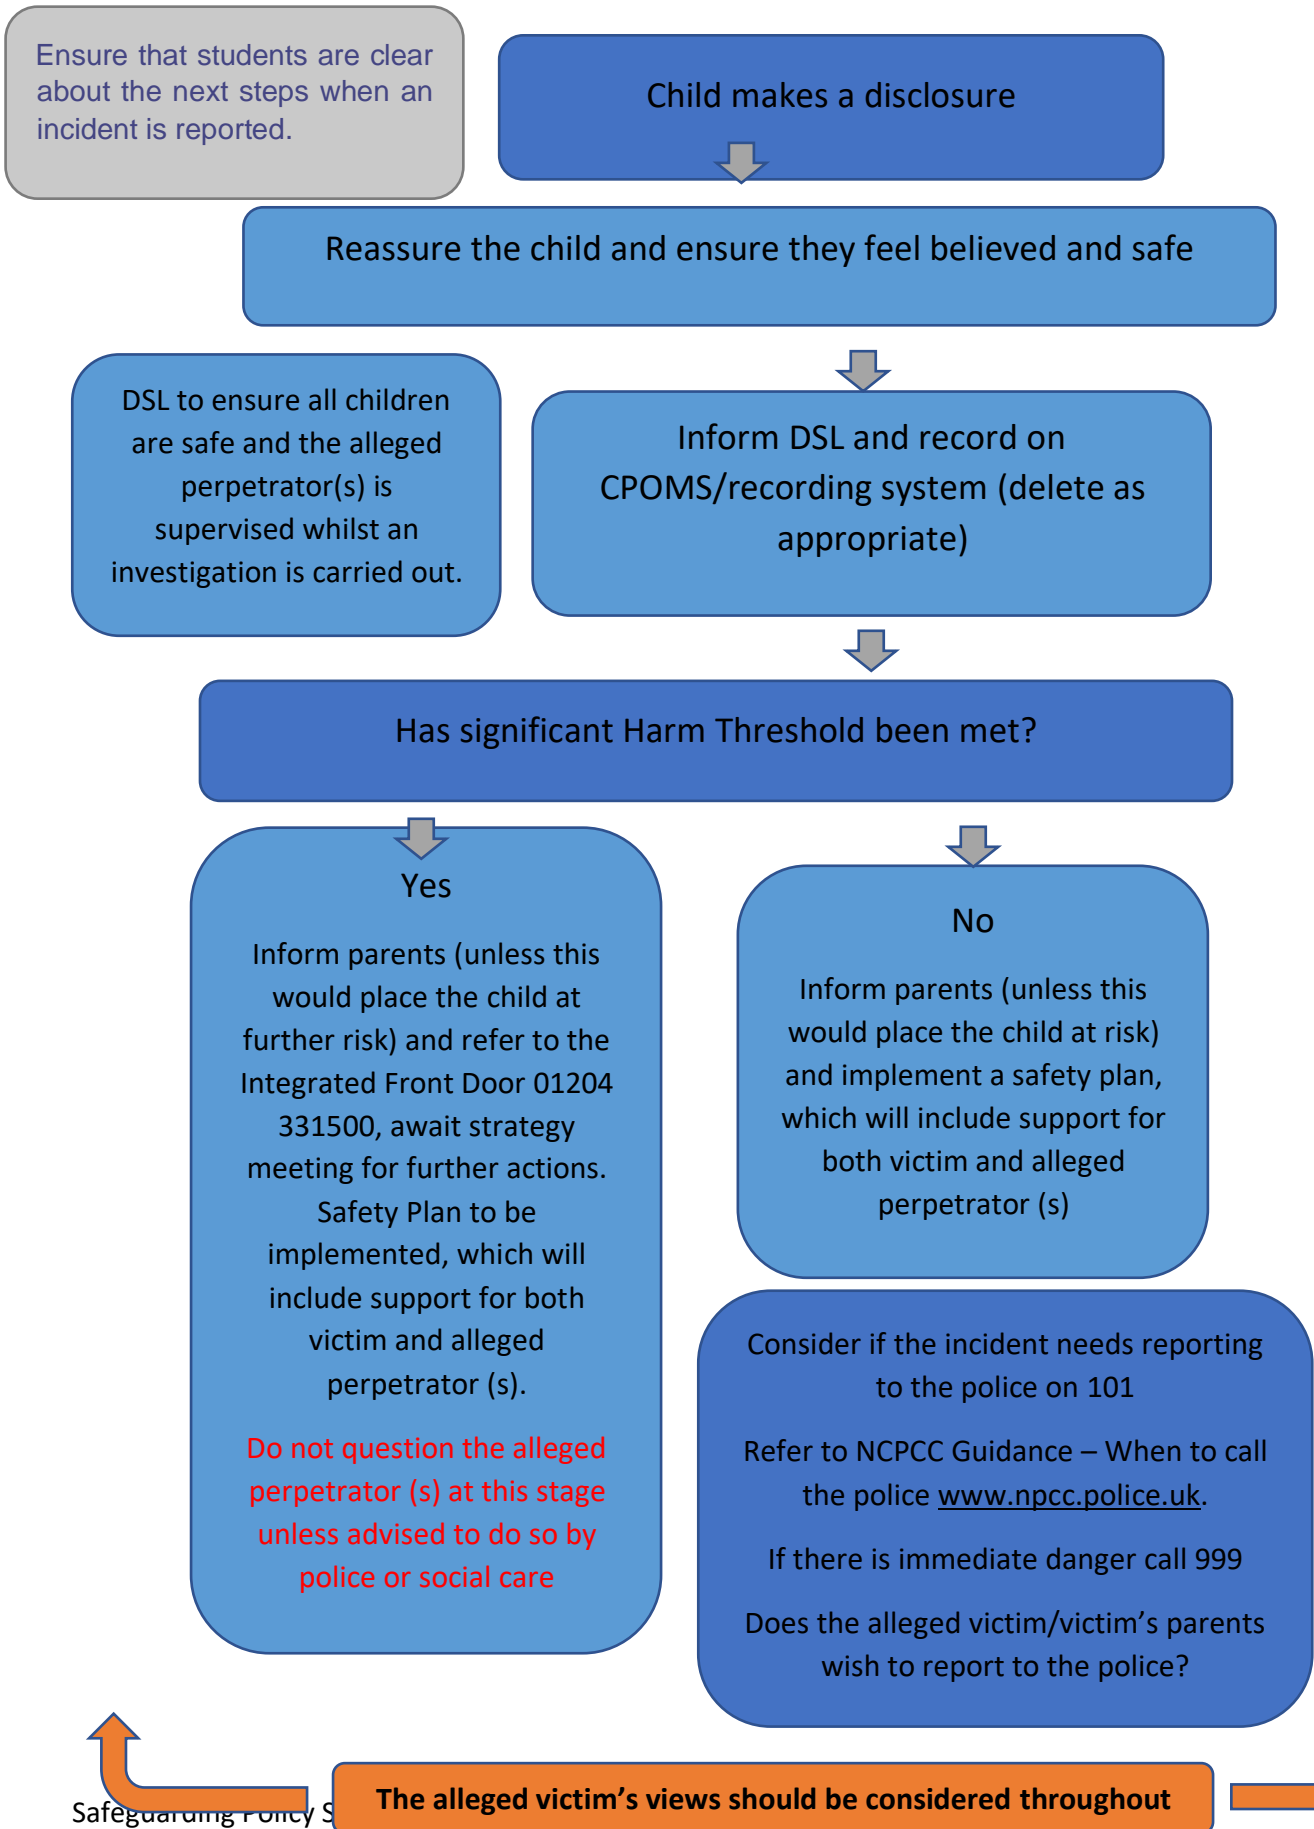 Ensure that students are clear
about the next steps when an
incident is reported.
Child makes a disclosure
Reassure the child and ensure they feel believed and safe
DSL to ensure all children
are safe and the alleged
perpetrator(s) is
supervised whilst an
investigation is carried out.
Inform DSL and record on
CPOMS/recording system (delete as
appropriate)
Has significant Harm Threshold been met?
Yes
Inform parents (unless this
would place the child at
further risk) and refer to the
Integrated Front Door 01204
331500, await strategy
meeting for further actions.
Safety Plan to be
implemented, which will
include support for both
victim and alleged
perpetrator (s).
Do not question the alleged
perpetrator (s) at this stage
unless advised to do so by
police or social care
No
Inform parents (unless this
would place the child at risk)
and implement a safety plan,
which will include support for
both victim and alleged
perpetrator (s)
Consider if the incident needs reporting
to the police on 101
Refer to NCPCC Guidance – When to call
the police www.npcc.police.uk.
If there is immediate danger call 999
Does the alleged victim/victim's parents
wish to report to the police?
The alleged victim's views should be considered throughout
Safeguarding Policy S